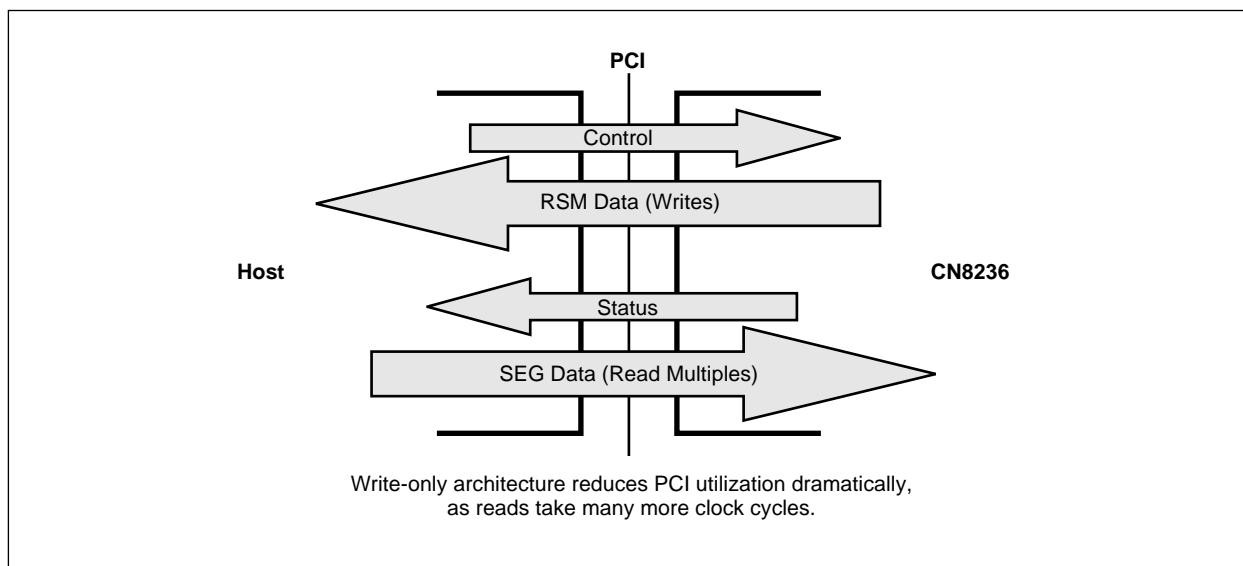 PCI
Control
RSM Data (Writes)
Host
CN8236
Status
SEG Data (Read Multiples)
Write-only architecture reduces PCI utilization dramatically,
as reads take many more clock cycles.